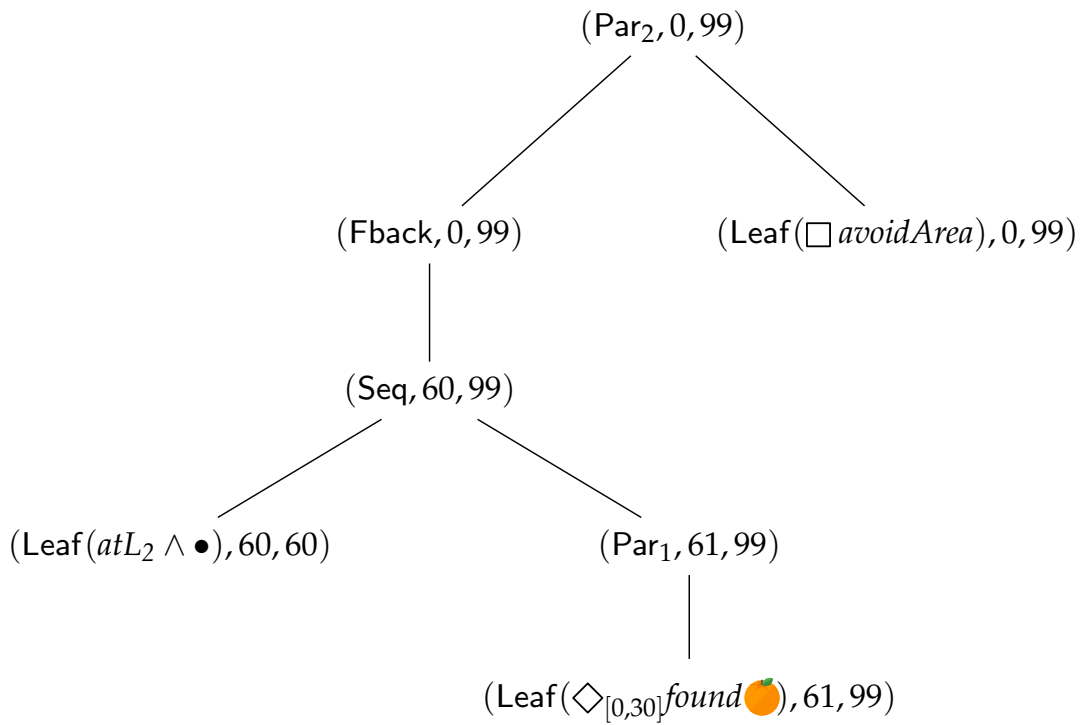 (Par₂, 0, 99)
(Fback, 0, 99) (Leaf(□ avoidArea), 0, 99)
(Seq, 60, 99)
(Leaf(atL₂ ∧ •), 60, 60) (Par₁, 61, 99)
(Leaf(◇[0,30]found🍊), 61, 99)